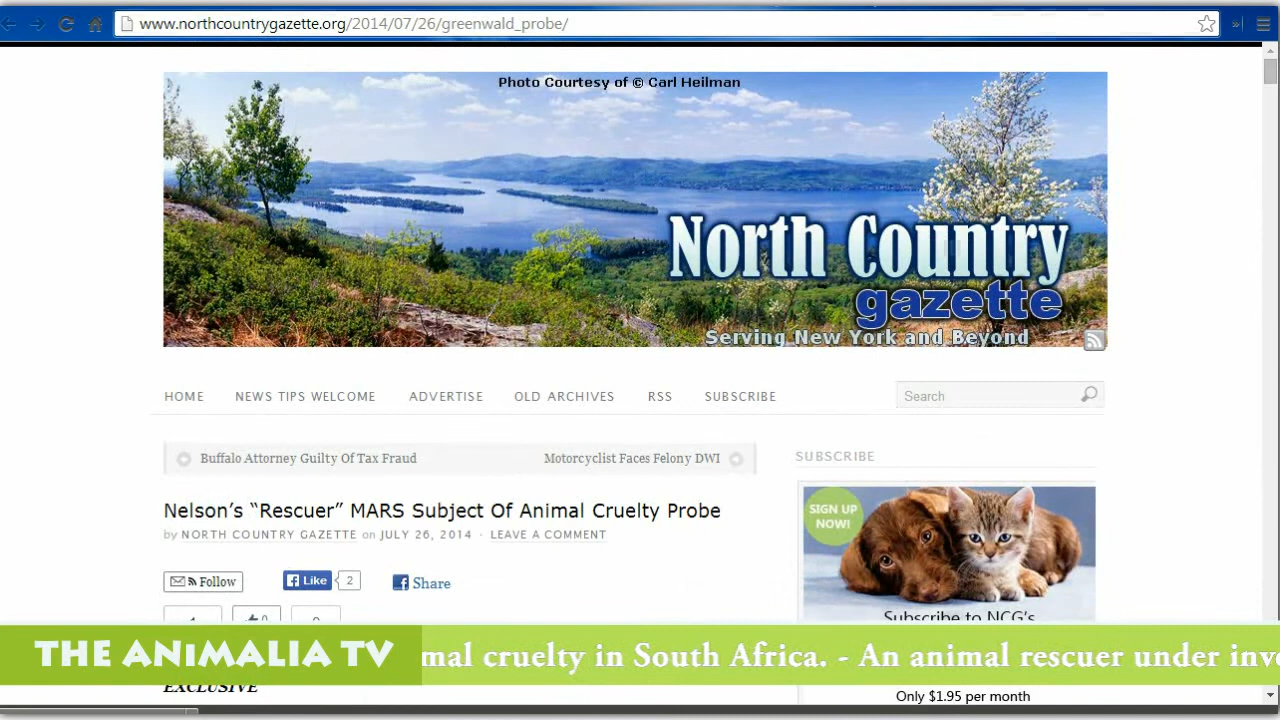 www.northcountrygazette.org/2014/07/26/greenwald_probe/
Photo Courtesy of © Carl Heilman
North Country
gazette
Serving New York and Beyond
HOME NEWS TIPS WELCOME ADVERTISE OLD ARCHIVES RSS SUBSCRIBE Search
Buffalo Attorney Guilty Of Tax Fraud Motorcyclist Faces Felony DWI
SUBSCRIBE
SIGN UP
NOW!
Nelson's “Rescuer” MARS Subject Of Animal Cruelty Probe
by NORTH COUNTRY GAZETTE on JULY 26, 2014 · LEAVE A COMMENT
Follow Like 2 Share
Subscribe to NCG's
THE ANIMALIA TV mal cruelty in South Africa. - An animal rescuer under inve
EXCLUSIVE
Only $1.95 per month